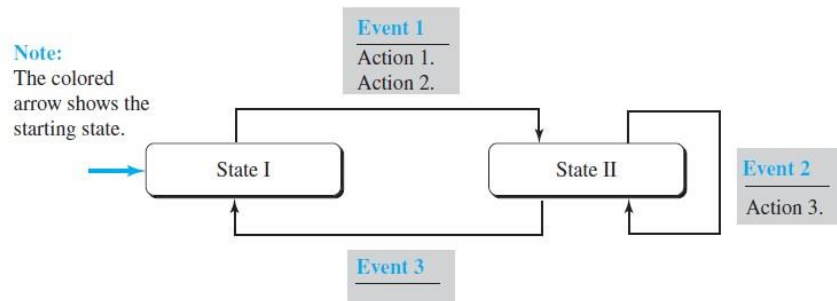 Note:
The colored
arrow shows the
starting state.
Event 1
Action 1.
Action 2.
State I
State II
Event 2
Action 3.
Event 3